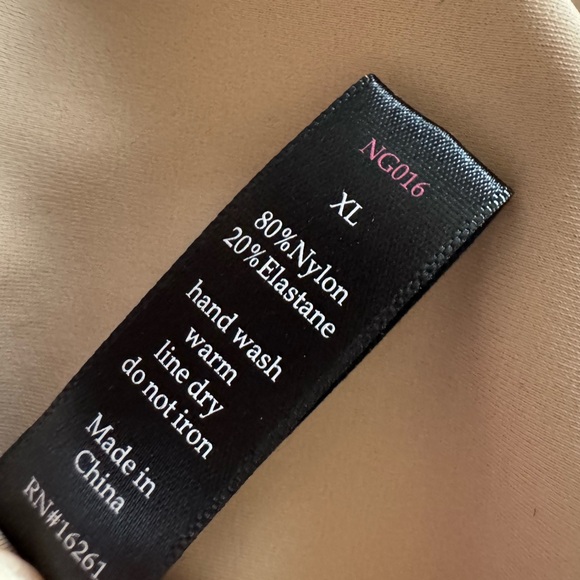 NG016
XL
80%Nylon
20%Elastane
hand wash
warm
line dry
do not iron
Made in
China
RN#16261